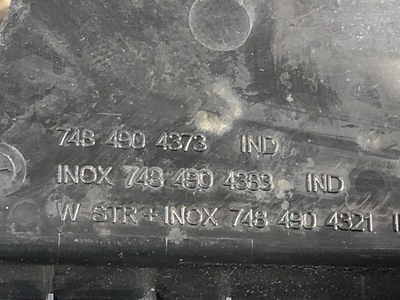 748 490 4373 IND
INOX 748 490 4383 IND
W STR + INOX 748 490 4321